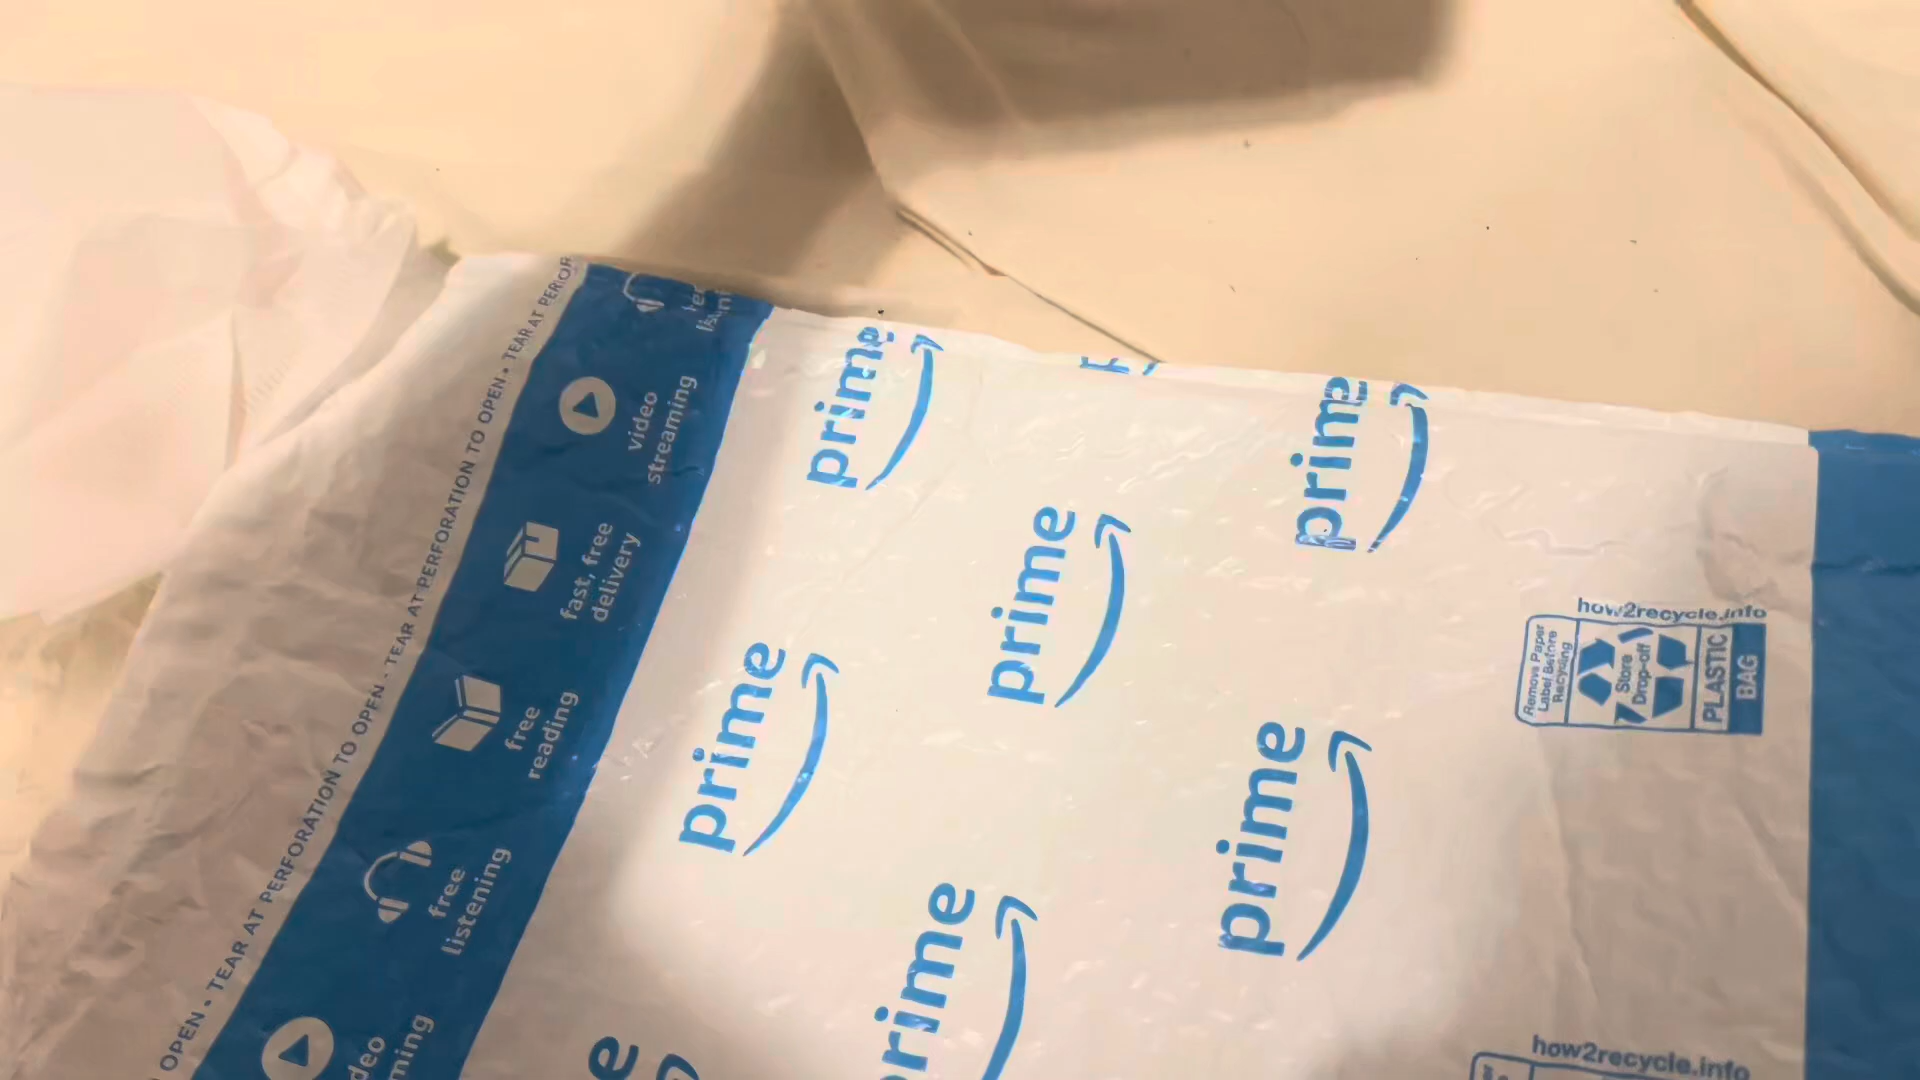 OPEN • TEAR AT PERFORATION TO OPEN • TEAR AT PERFORATION TO OPEN • TEAR AT
video
streaming
fast, free
delivery
free
reading
free
listening
prime
prime
prime
prime
prime
prime
how2recycle.info
Remove Paper
Label Before
Recycling
Store
Drop-off
PLASTIC
BAG
how2recycle.info